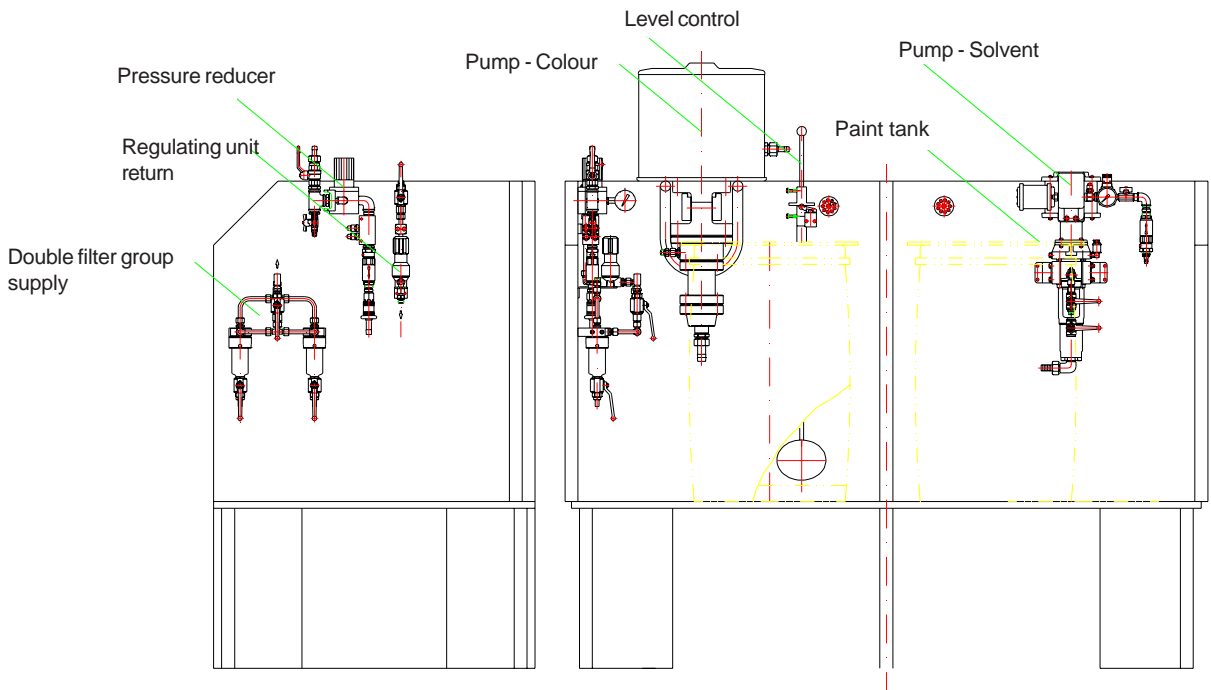 Level control
Pump - Colour
Pump - Solvent
Pressure reducer
Paint tank
Regulating unit
return
Double filter group
supply